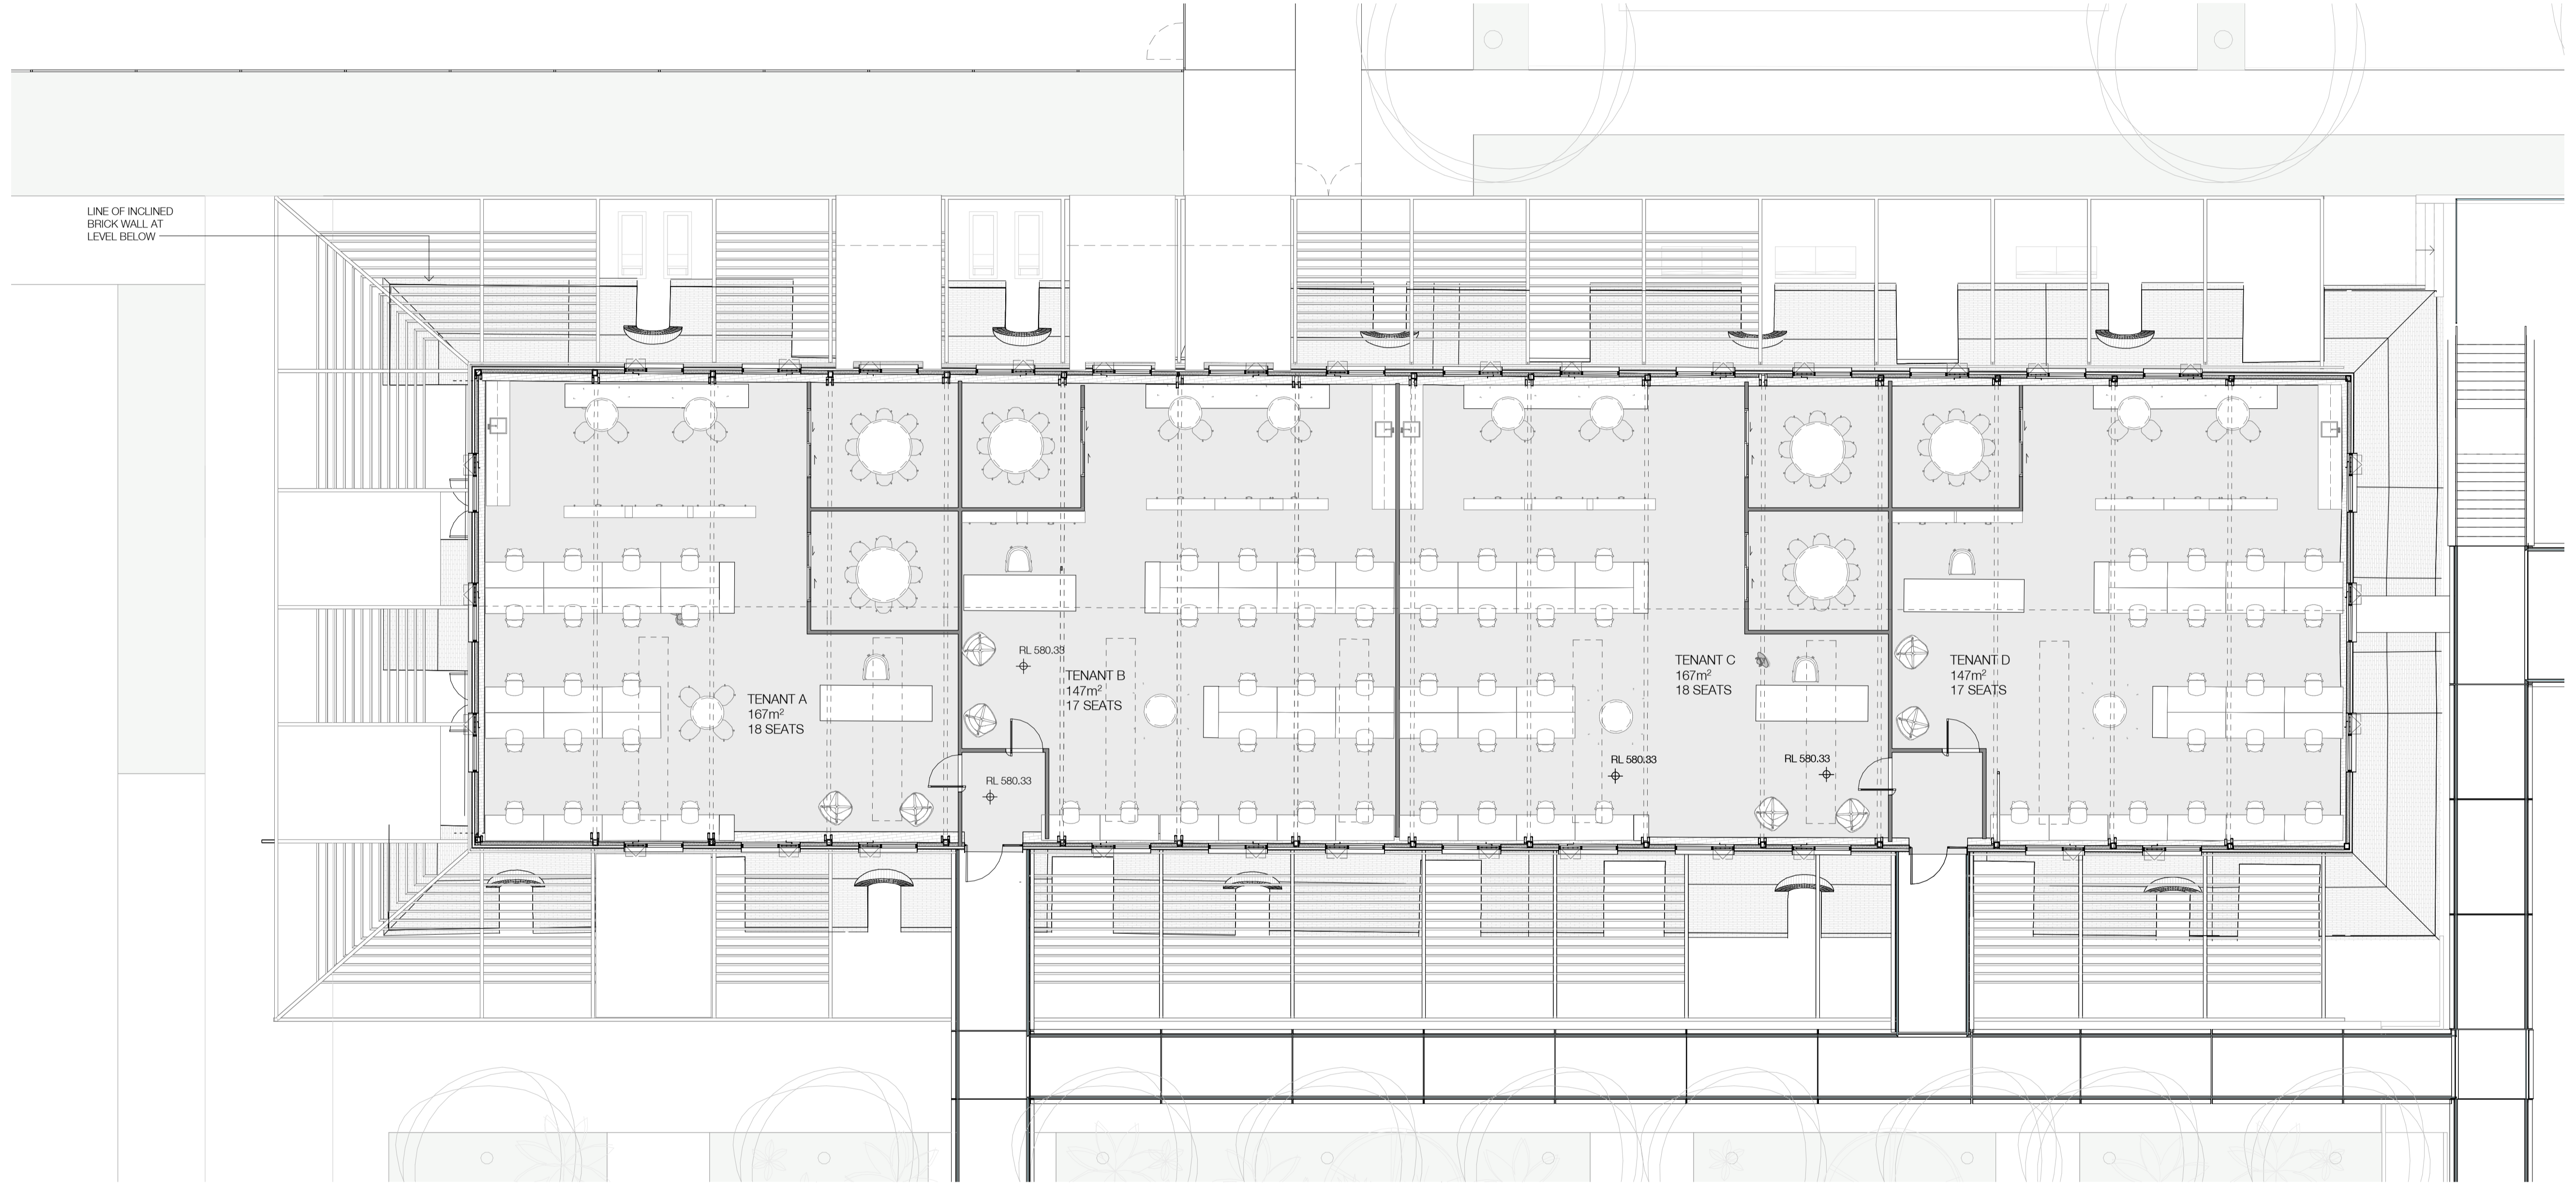 LINE OF INCLINED
BRICK WALL AT
LEVEL BELOW
TENANT A
167m²
18 SEATS
RL 580.33
TENANT B
147m²
17 SEATS
RL 580.33
TENANT C
167m²
18 SEATS
RL 580.33
RL 580.33
TENANT D
147m²
17 SEATS